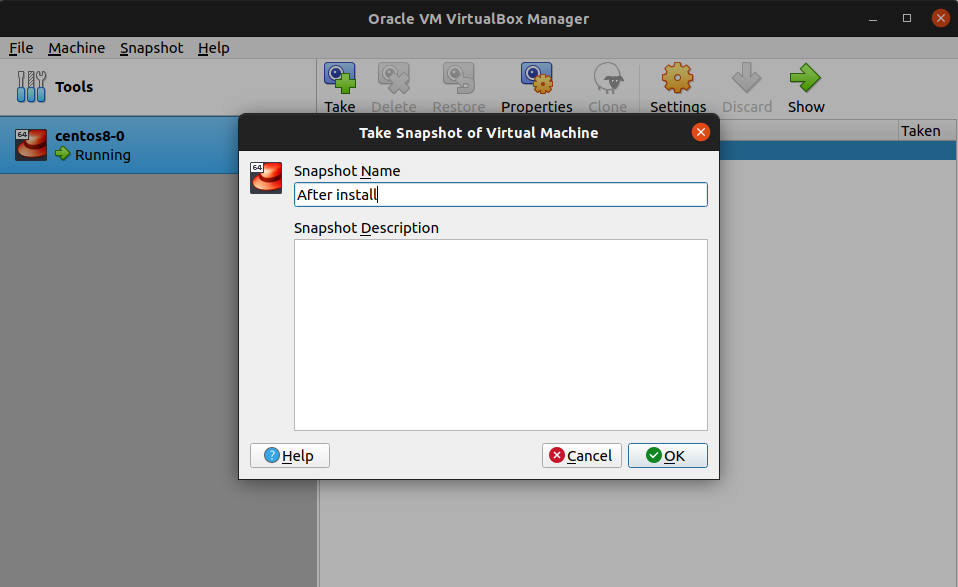 Oracle VM VirtualBox Manager
File Machine Snapshot Help
Tools
Take Delete Restore Properties Clone Settings Discard Show
Taken
64 centos8-0
Running
Take Snapshot of Virtual Machine
64
Snapshot Name
After install
Snapshot Description
? Help Cancel OK